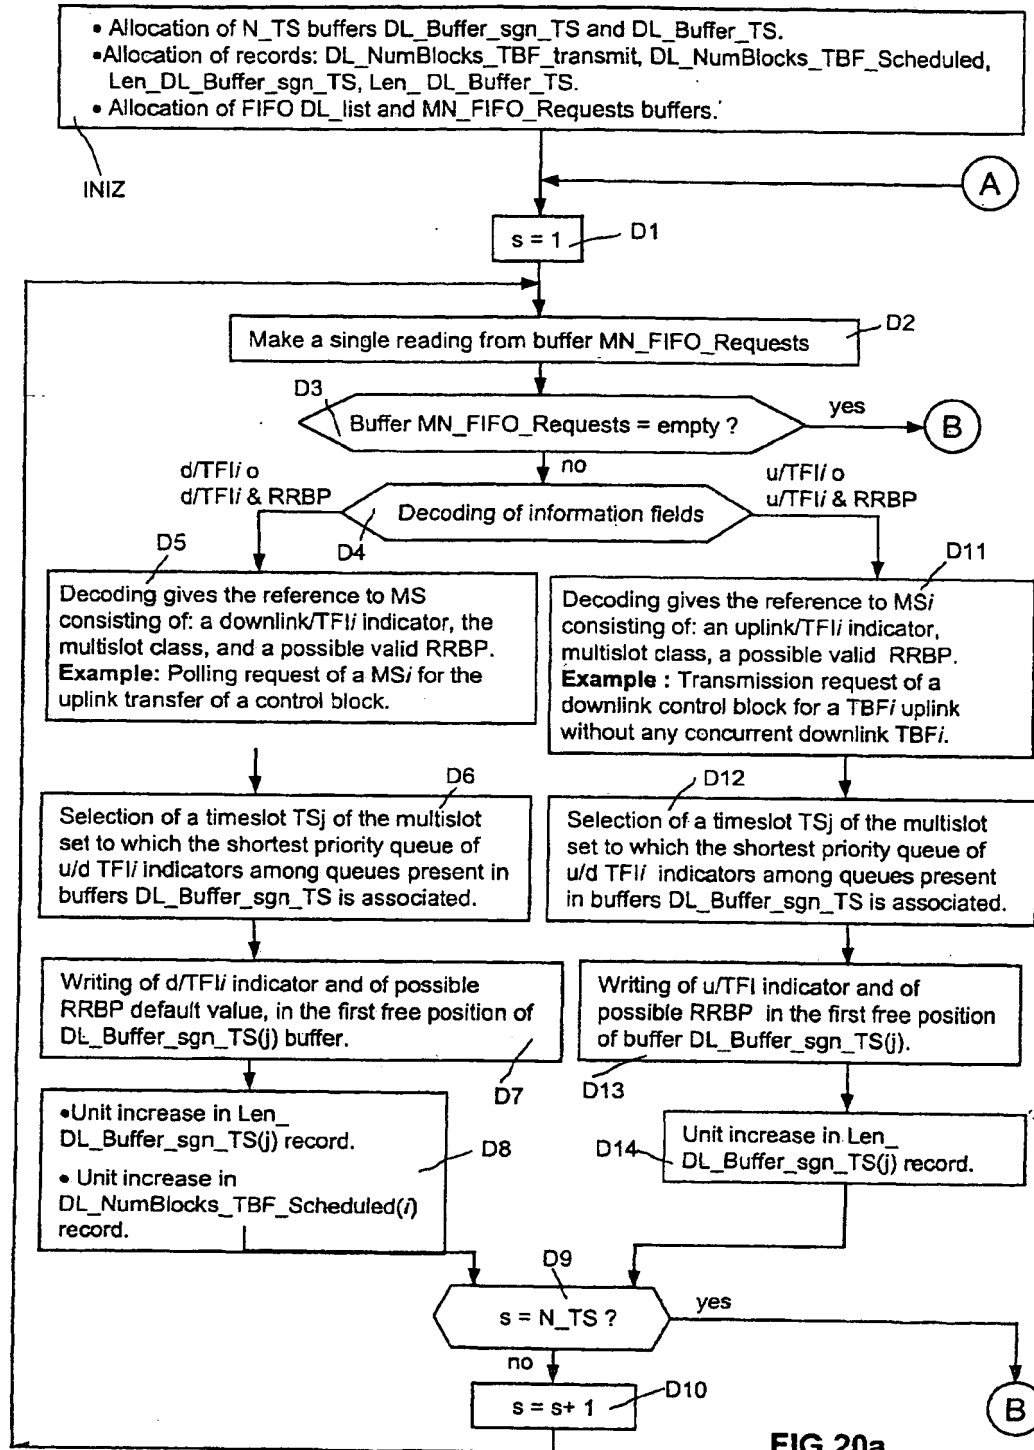 • Allocation of N_TS buffers DL_Buffer_sgn_TS and DL_Buffer_TS.
•Allocation of records: DL_NumBlocks_TBF_transmit, DL_NumBlocks_TBF_Scheduled,
Len_DL_Buffer_sgn_TS, Len_ DL_Buffer_TS.
• Allocation of FIFO DL_list and MN_FIFO_Requests buffers.
INIZ
A
s = 1
D1
Make a single reading from buffer MN_FIFO_Requests
D2
D3
Buffer MN_FIFO_Requests = empty ?
yes
B
no
d/TFIi o
d/TFIi & RRBP
u/TFIi o
u/TFIi & RRBP
Decoding of information fields
D4
D5
Decoding gives the reference to MS
consisting of: a downlink/TFIi indicator, the
multislot class, and a possible valid RRBP.
Example: Polling request of a MSi for the
uplink transfer of a control block.
D11
Decoding gives the reference to MSi
consisting of: an uplink/TFIi indicator,
multislot class, a possible valid RRBP.
Example : Transmission request of a
downlink control block for a TBFi uplink
without any concurrent downlink TBFi.
D6
Selection of a timeslot TSj of the multislot
set to which the shortest priority queue of
u/d TFIi indicators among queues present in
buffers DL_Buffer_sgn_TS is associated.
D12
Selection of a timeslot TSj of the multislot
set to which the shortest priority queue of
u/d TFIi indicators among queues present
in buffers DL_Buffer_sgn_TS is associated.
Writing of d/TFIi indicator and of possible
RRBP default value, in the first free position of
DL_Buffer_sgn_TS(j) buffer.
D7
Writing of u/TFI indicator and of
possible RRBP in the first free position
of buffer DL_Buffer_sgn_TS(j).
D13
•Unit increase in Len_
DL_Buffer_sgn_TS(j) record.
• Unit increase in
DL_NumBlocks_TBF_Scheduled(i)
record.
D8
Unit increase in Len_
DL_Buffer_sgn_TS(j) record.
D14
D9
s = N_TS ?
yes
no
s = s+ 1
D10
B
FIG 20a